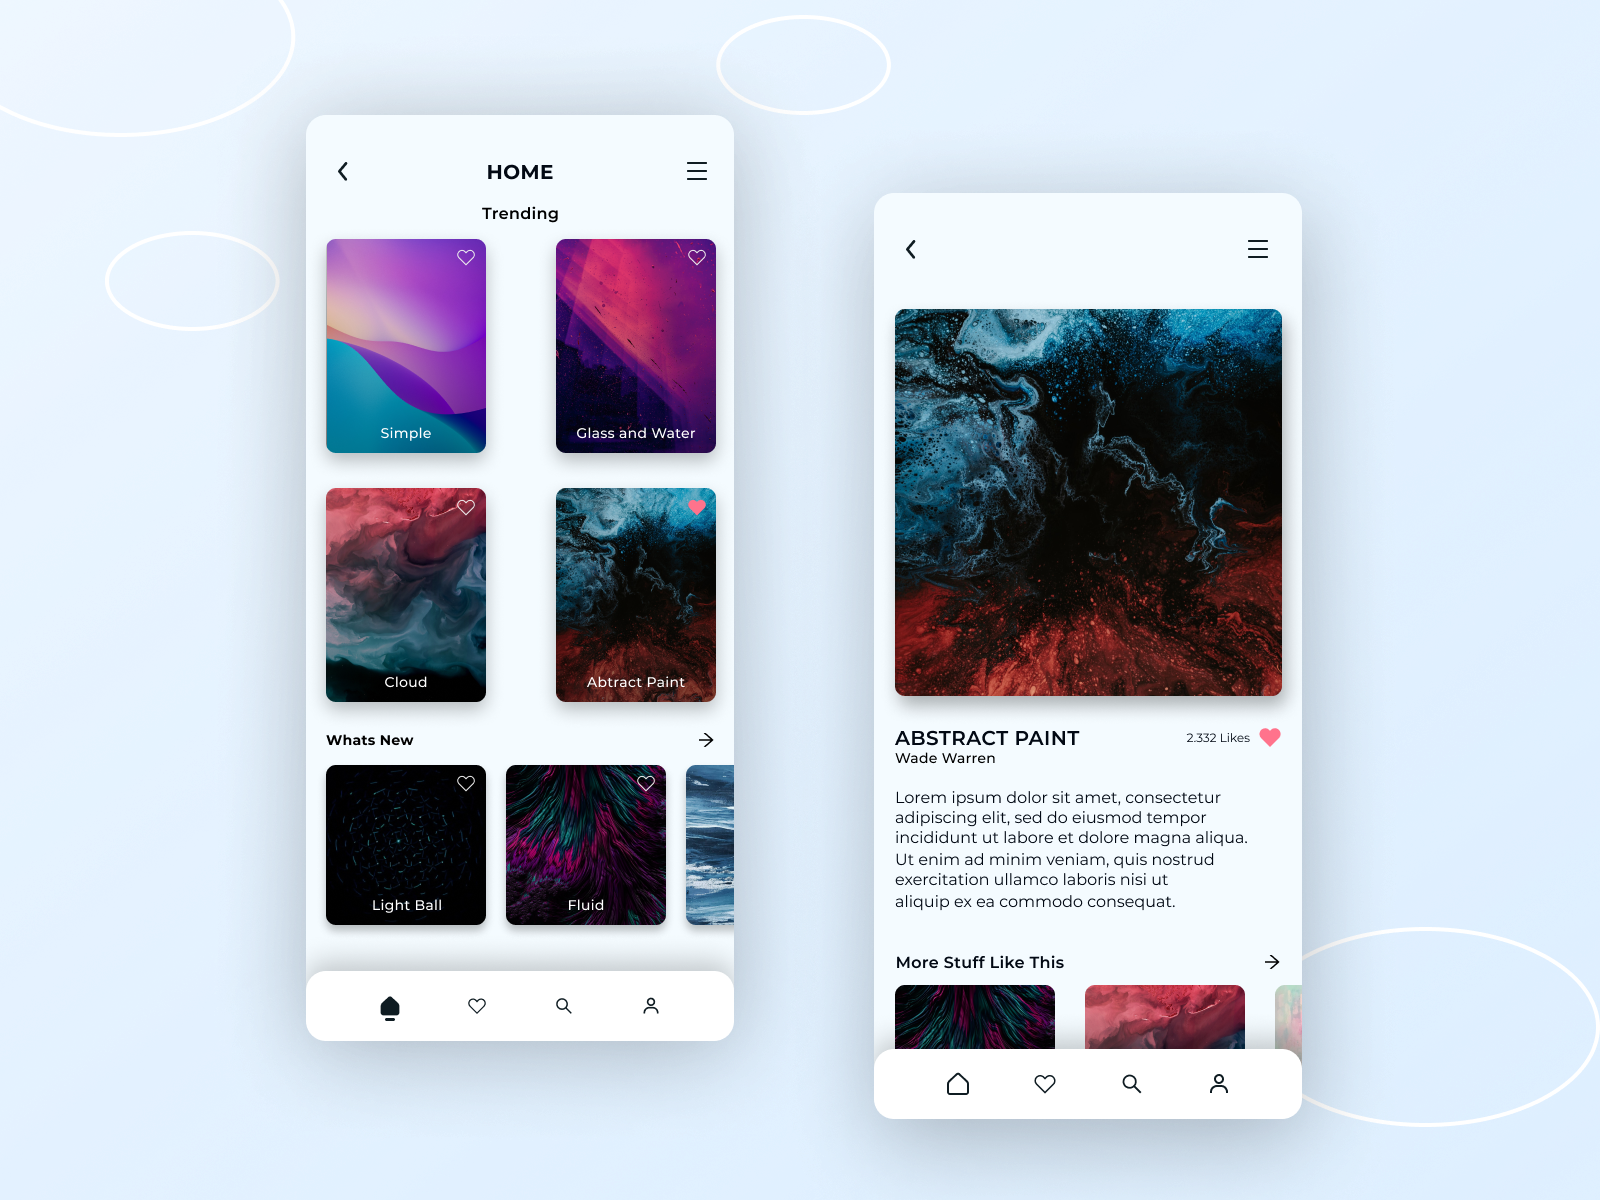 HOME
Trending
Simple
Glass and Water
Cloud
Abtract Paint
Whats New
Light Ball
Fluid
ABSTRACT PAINT
2.332 Likes
Wade Warren
Lorem ipsum dolor sit amet, consectetur
adipiscing elit, sed do eiusmod tempor
incididunt ut labore et dolore magna aliqua.
Ut enim ad minim veniam, quis nostrud
exercitation ullamco laboris nisi ut
aliquip ex ea commodo consequat.
More Stuff Like This